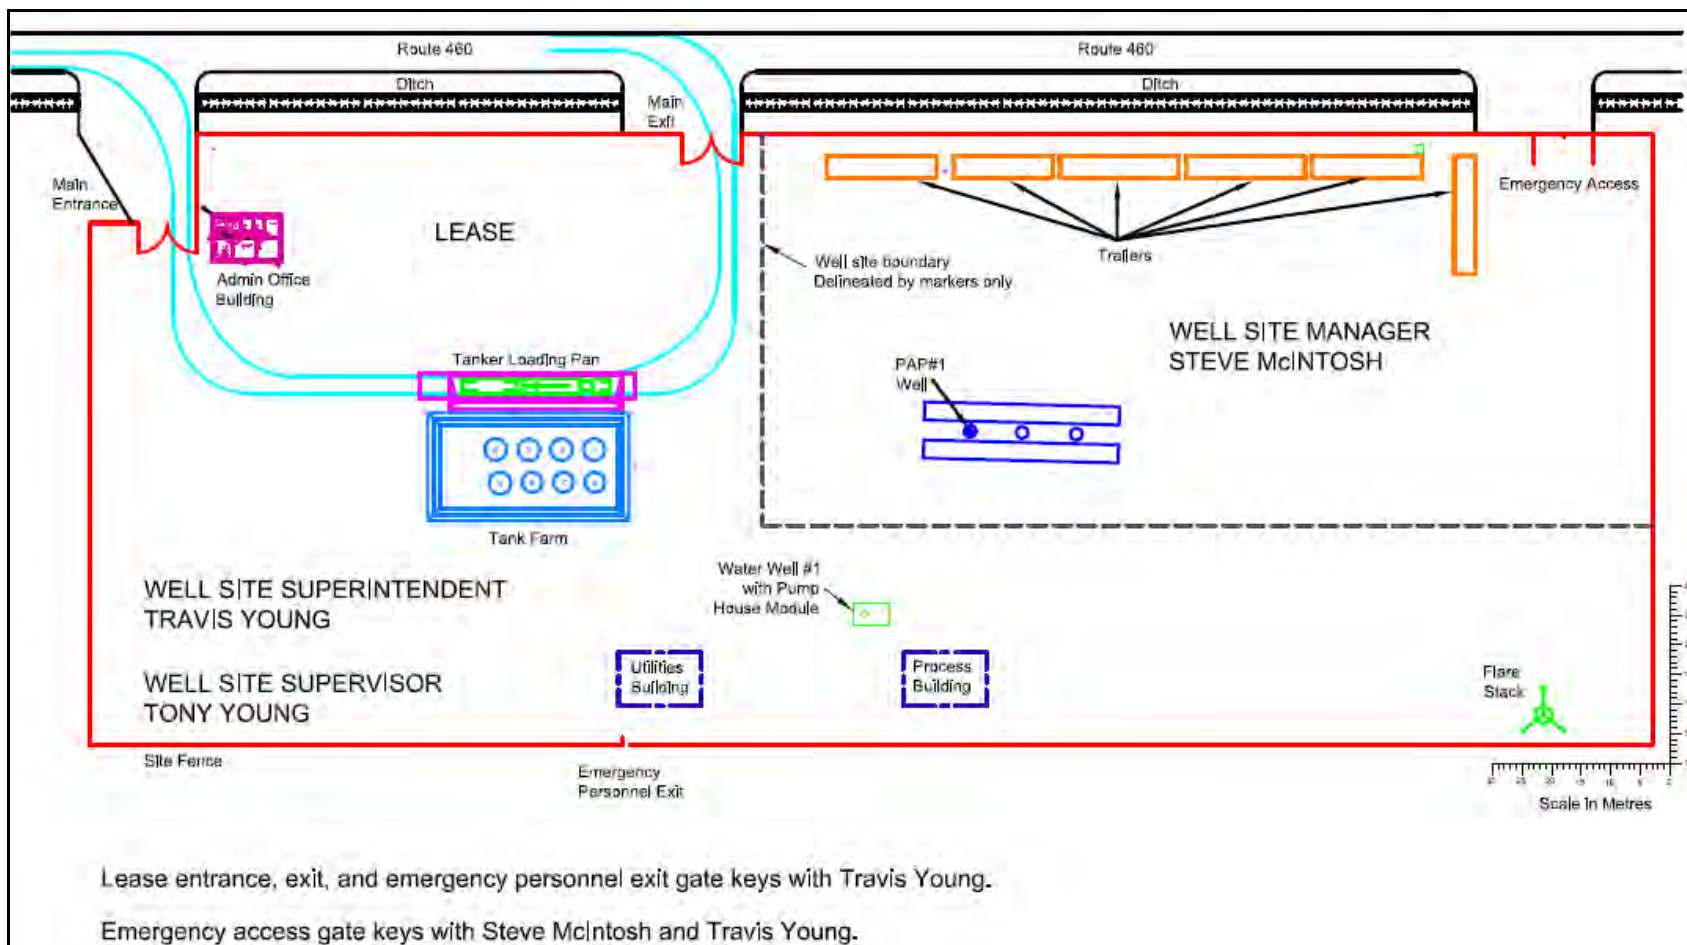 Route 460
Route 460
Ditch
Ditch
Main
Exit
Main
Entrance
Emergency Access
LEASE
Trailers
Well site boundary
Delineated by markers only
Admin Office
Building
WELL SITE MANAGER
STEVE McINTOSH
Tanker Loading Pan
PAP#1
Well
Tank Farm
Water Well #1
with Pump
House Module
WELL SITE SUPERINTENDENT
TRAVIS YOUNG
Utilities
Building
Process
Building
Flare
Stack
WELL SITE SUPERVISOR
TONY YOUNG
Site Fence
Emergency
Personnel Exit
Scale in Metres
Lease entrance, exit, and emergency personnel exit gate keys with Travis Young.
Emergency access gate keys with Steve McIntosh and Travis Young.